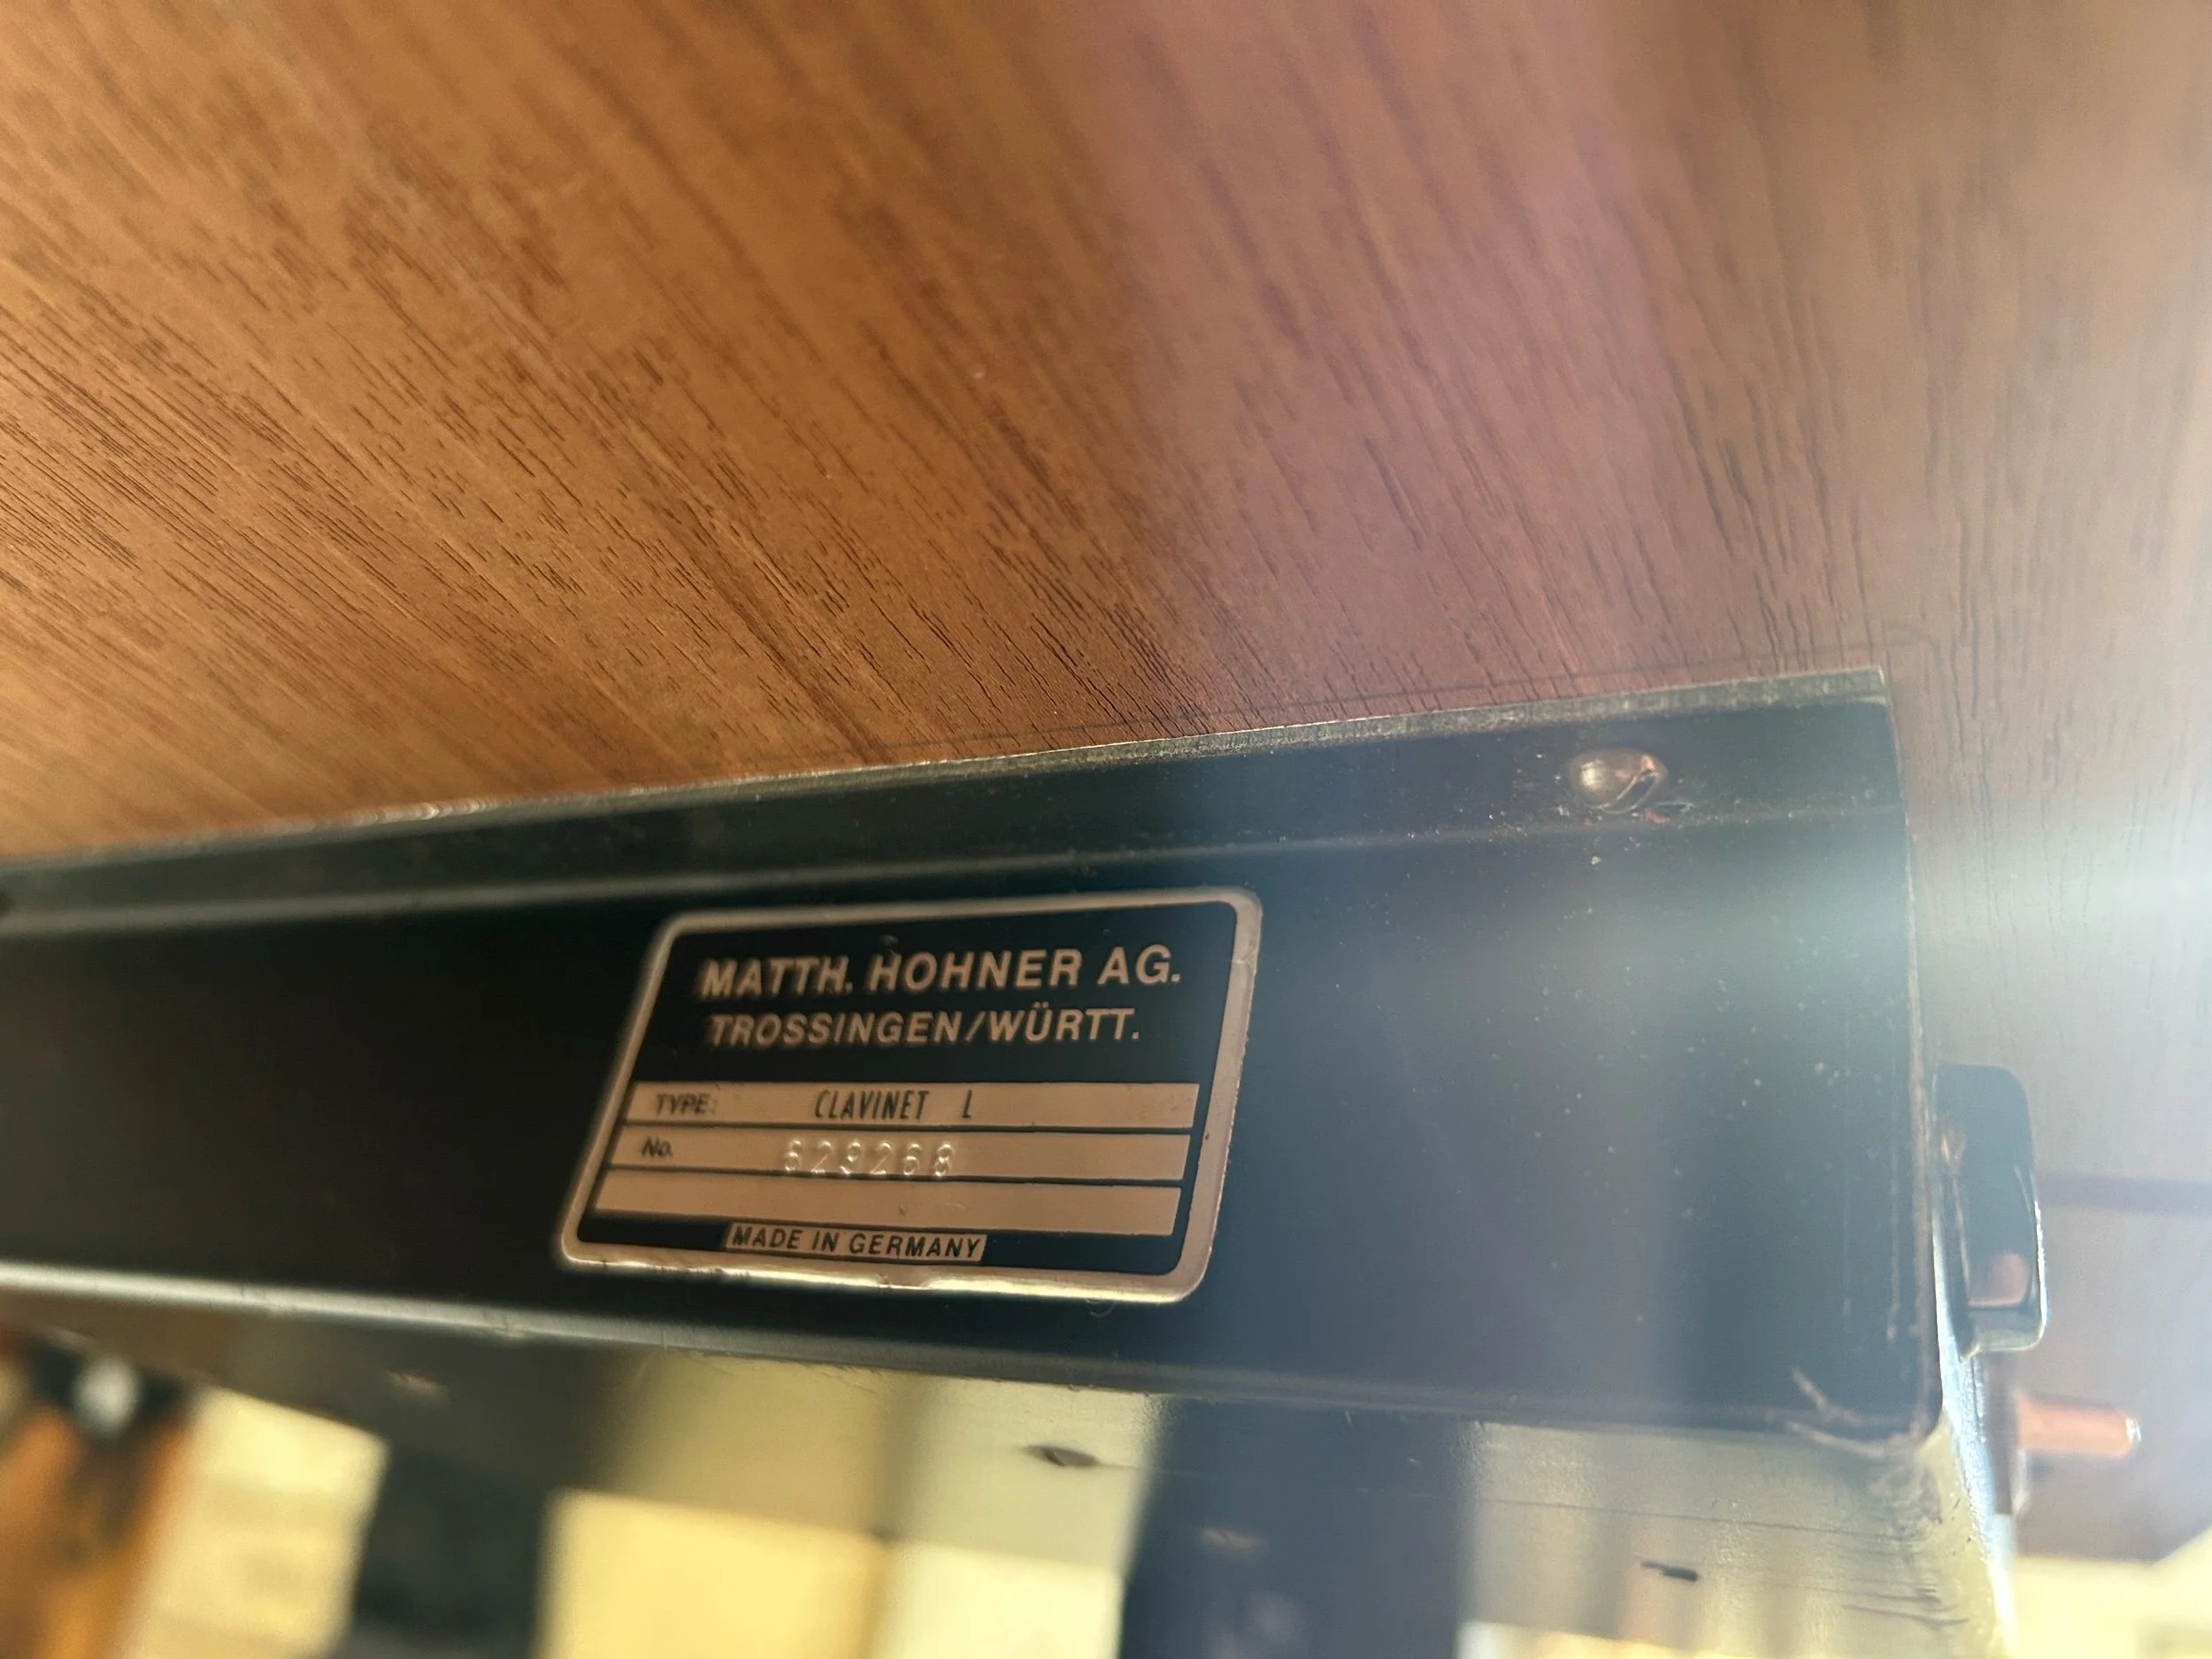 MATTH. HOHNER AG.
TROSSINGEN/WÜRTT.
TYPE: CLAVINET L
No. 629268
MADE IN GERMANY